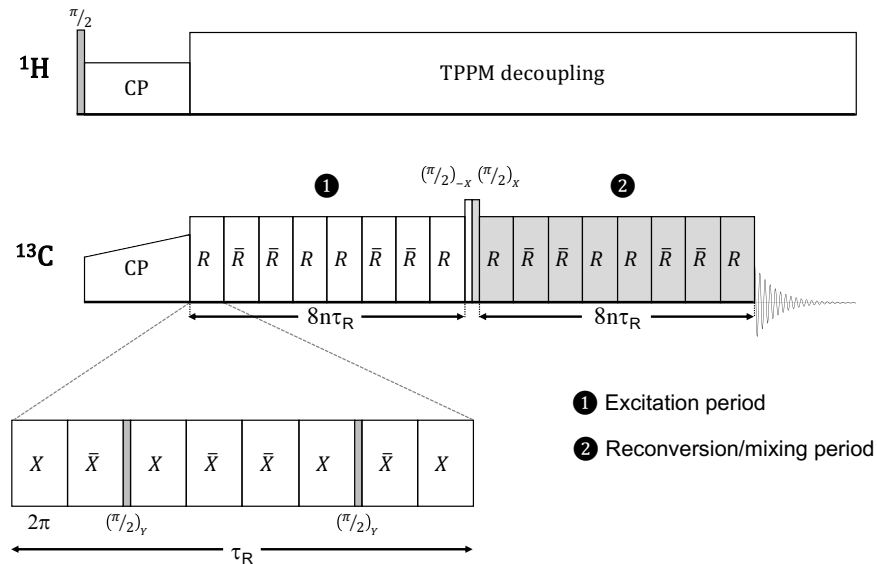 π/2
¹H
CP
TPPM decoupling
❶
(π/2)₋ₓ (π/2)ₓ
❷
¹³C
CP
R R̄ R̄ R R R̄ R̄ R
R R̄ R̄ R R R̄ R̄ R
8nτR
8nτR
❶ Excitation period
❷ Reconversion/mixing period
X X̄ X X̄ X̄ X X̄ X
2π
(π/2)Y
(π/2)Y
τR